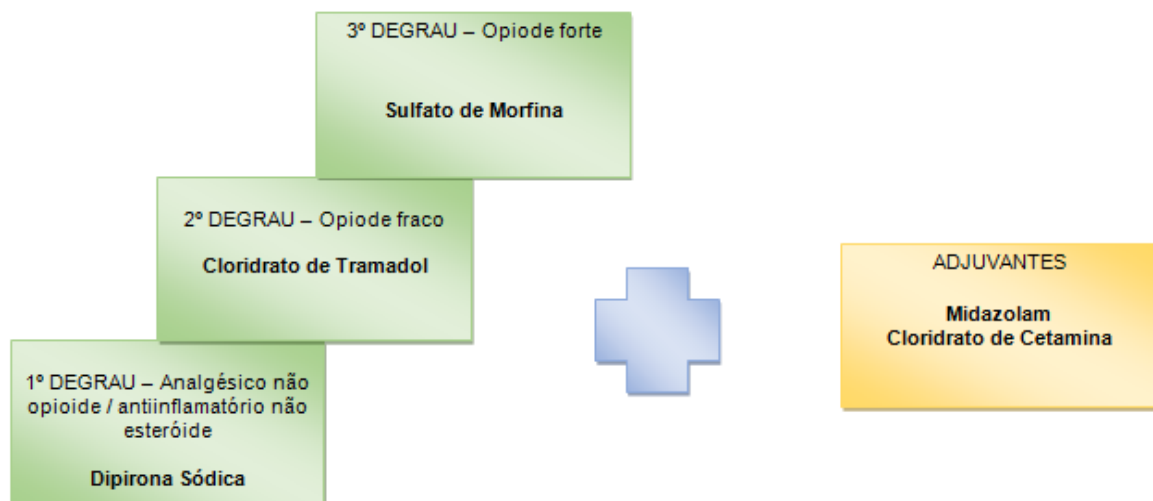 3º DEGRAU – Opiode forte
Sulfato de Morfina
2º DEGRAU – Opiode fraco
Cloridrato de Tramadol
ADJUVANTES
Midazolam
Cloridrato de Cetamina
1º DEGRAU – Analgésico não
opioide / antiinflamatório não
esteróide
Dipirona Sódica